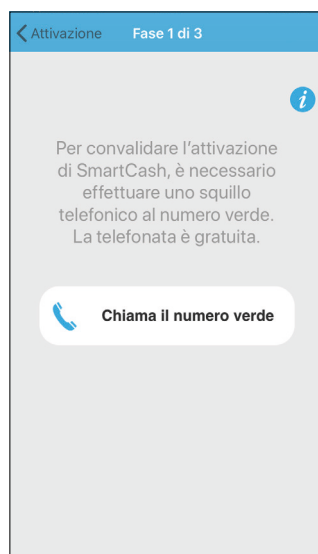 Attivazione Fase 1 di 3
i
Per convalidare l'attivazione
di SmartCash, è necessario
effettuare uno squillo
telefonico al numero verde.
La telefonata è gratuita.
Chiama il numero verde